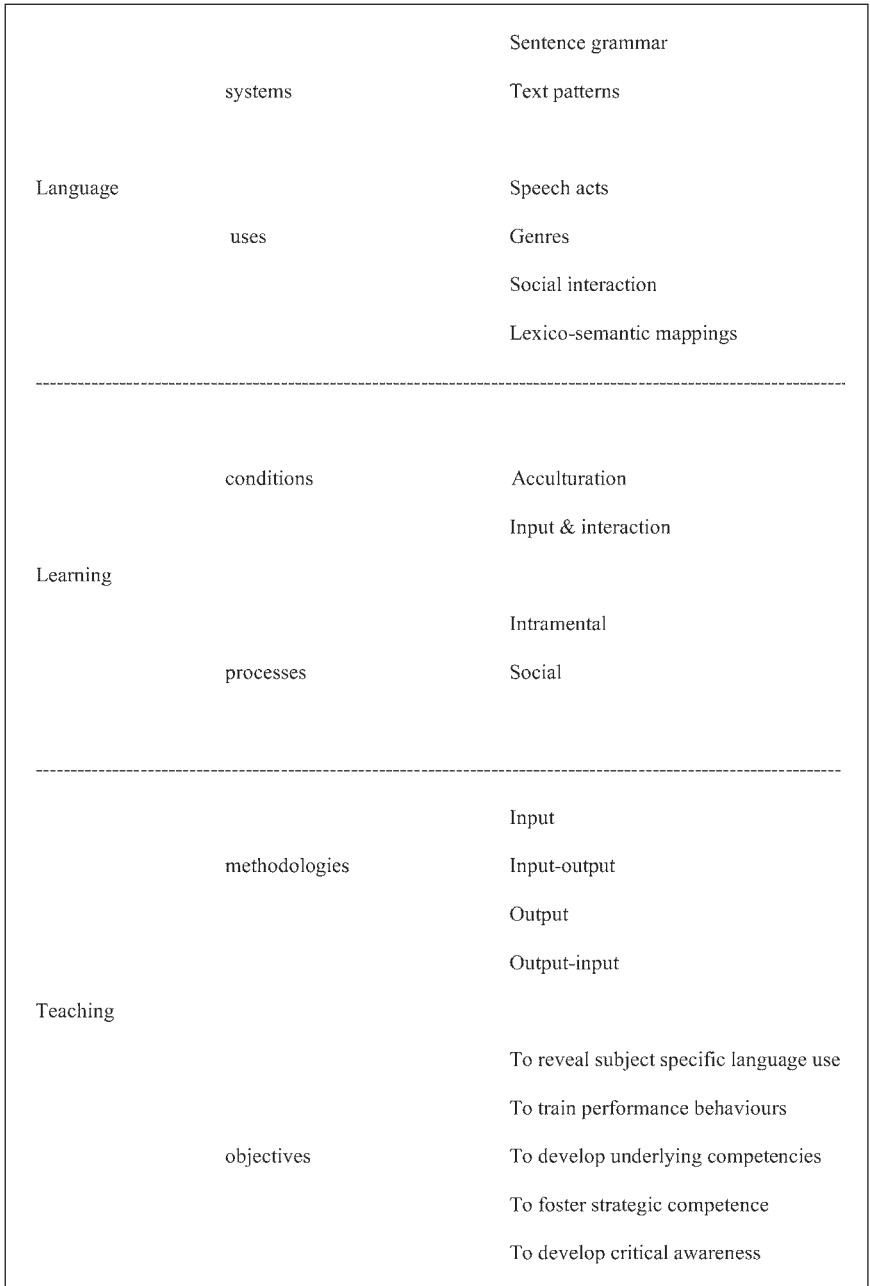 Sentence grammar
systems Text patterns
Language Speech acts
uses Genres
Social interaction
Lexico-semantic mappings
conditions Acculturation
Input & interaction
Learning
Intramental
processes Social
Input
methodologies Input-output
Output
Output-input
Teaching
To reveal subject specific language use
To train performance behaviours
objectives To develop underlying competencies
To foster strategic competence
To develop critical awareness